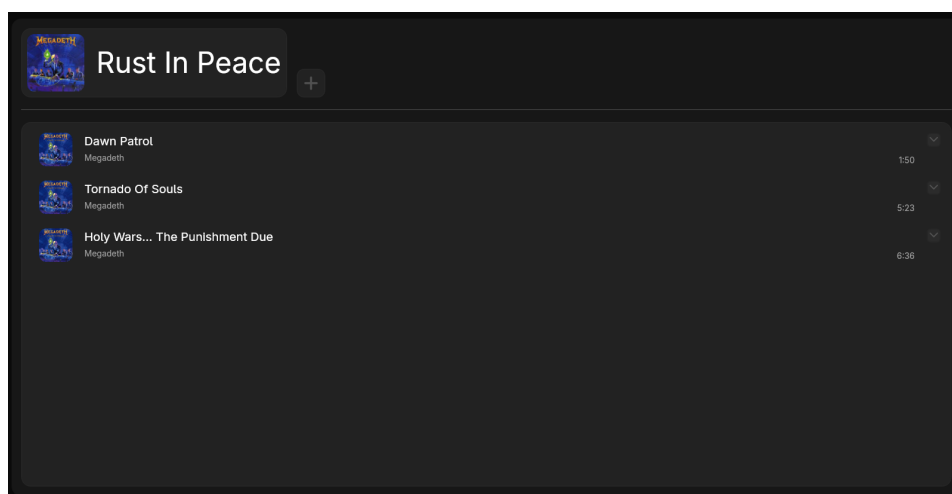 MEGADETH
Rust In Peace
Dawn Patrol
Megadeth
1:50
Tornado Of Souls
Megadeth
5:23
Holy Wars... The Punishment Due
Megadeth
6:36